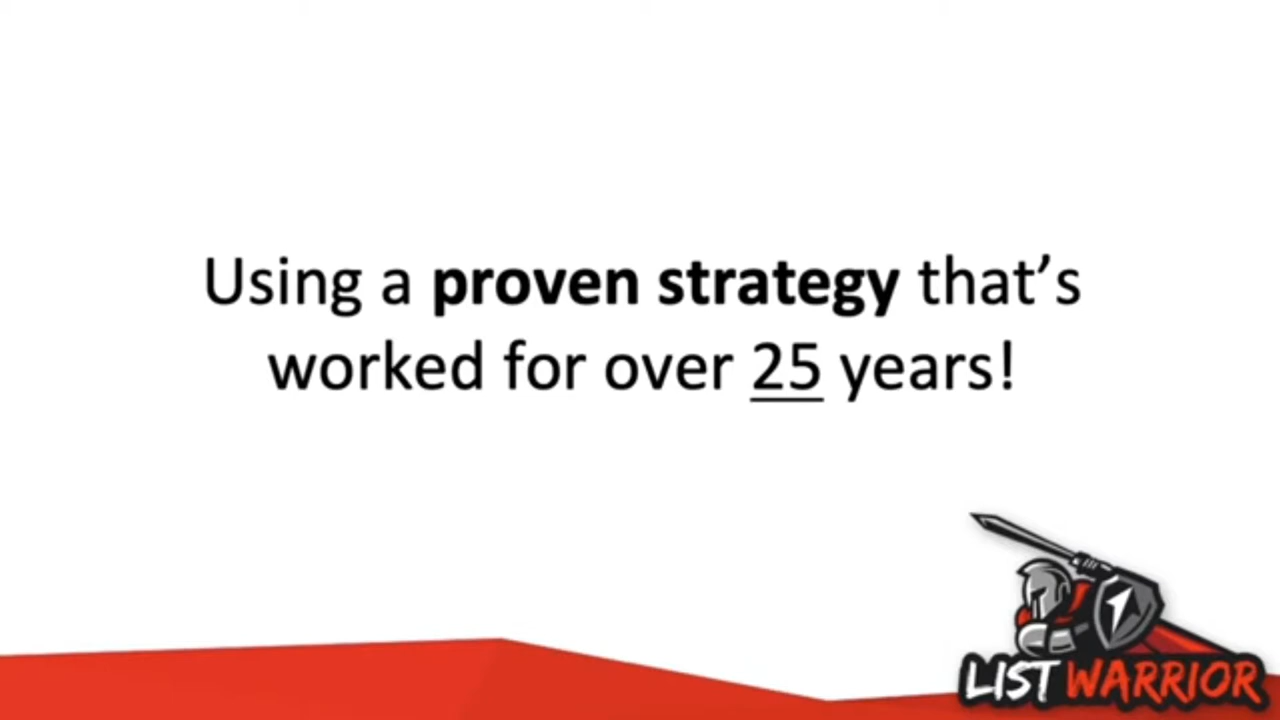 Using a proven strategy that’s
worked for over 25 years!
LIST WARRIOR